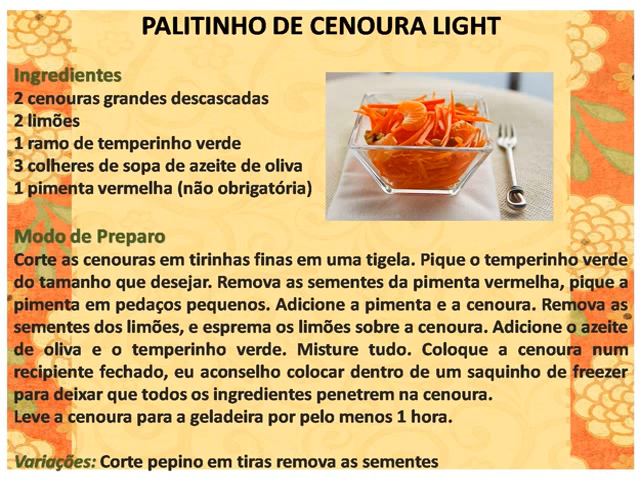 PALITINHO DE CENOURA LIGHT
Ingredientes
2 cenouras grandes descascadas
2 limões
1 ramo de temperinho verde
3 colheres de sopa de azeite de oliva
1 pimenta vermelha (não obrigatória)
Modo de Preparo
Corte as cenouras em tirinhas finas em uma tigela. Pique o temperinho verde
do tamanho que desejar. Remova as sementes da pimenta vermelha, pique a
pimenta em pedaços pequenos. Adicione a pimenta e a cenoura. Remova as
sementes dos limões, e esprema os limões sobre a cenoura. Adicione o azeite
de oliva e o temperinho verde. Misture tudo. Coloque a cenoura num
recipiente fechado, eu aconselho colocar dentro de um saquinho de freezer
para deixar que todos os ingredientes penetrem na cenoura.
Leve a cenoura para a geladeira por pelo menos 1 hora.
Variações: Corte pepino em tiras remova as sementes